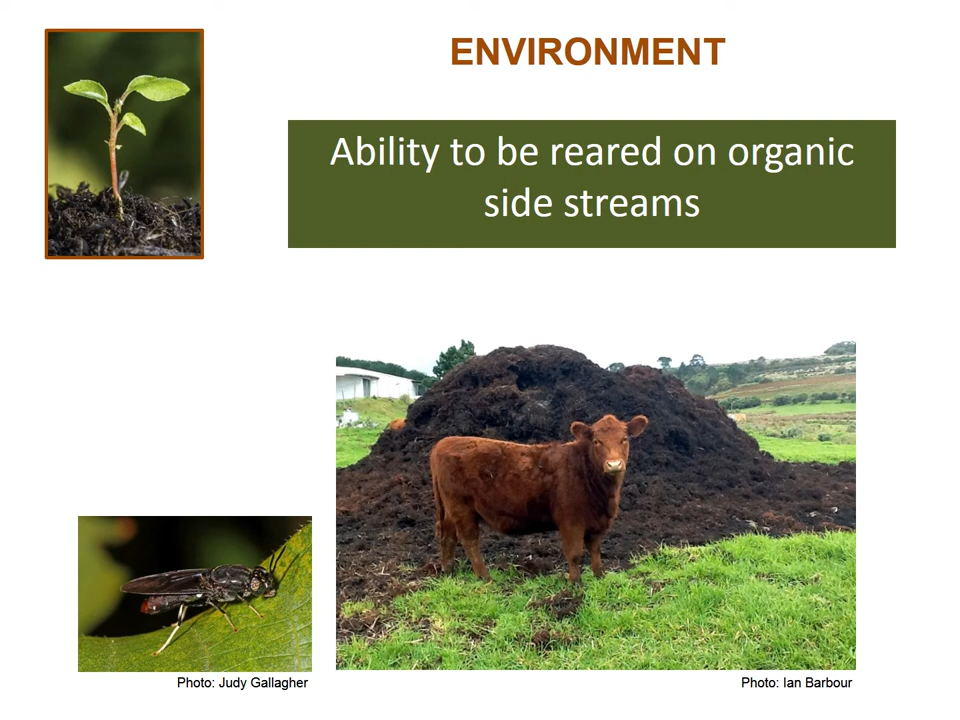 ENVIRONMENT
Ability to be reared on organic
side streams
Photo: Judy Gallagher
Photo: Ian Barbour